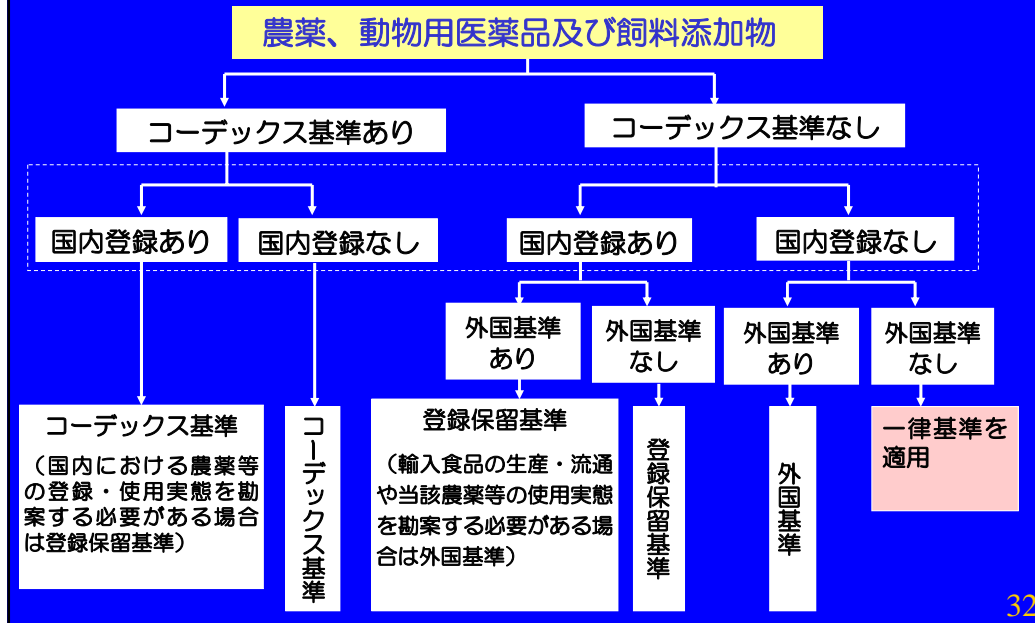 農薬、動物用医薬品及び飼料添加物
コーデックス基準あり
コーデックス基準なし
国内登録あり
国内登録なし
国内登録あり
国内登録なし
外国基準
あり
外国基準
なし
外国基準
あり
外国基準
なし
コーデックス基準
（国内における農薬等
の登録・使用実態を勘
案する必要がある場合
は登録保留基準）
コーデックス基準
登録保留基準
（輸入食品の生産・流通
や当該農薬等の使用実態
を勘案する必要がある場
合は外国基準）
登録保留基準
外国基準
一律基準を
適用
32